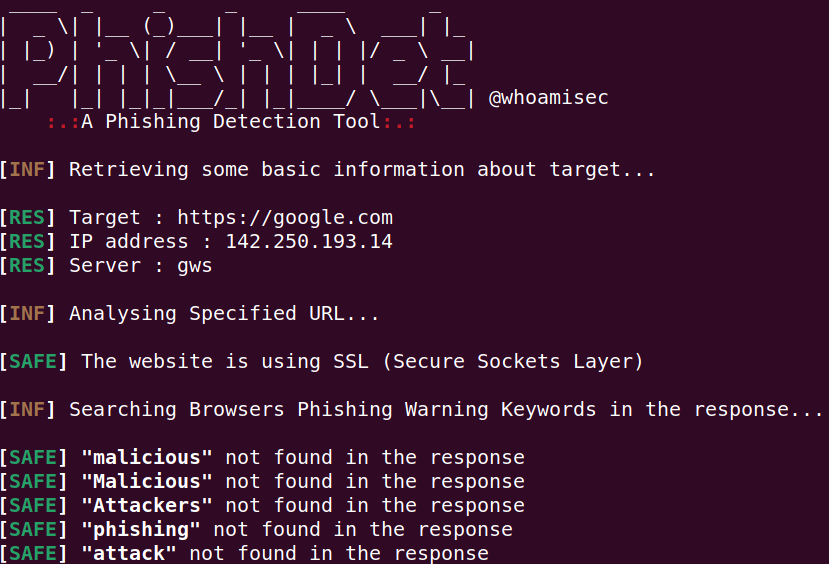 PhishDet
@whoamisec
:.:A Phishing Detection Tool:.:
[INF] Retrieving some basic information about target...
[RES] Target : https://google.com
[RES] IP address : 142.250.193.14
[RES] Server : gws
[INF] Analysing Specified URL...
[SAFE] The website is using SSL (Secure Sockets Layer)
[INF] Searching Browsers Phishing Warning Keywords in the response...
[SAFE] "malicious" not found in the response
[SAFE] "Malicious" not found in the response
[SAFE] "Attackers" not found in the response
[SAFE] "phishing" not found in the response
[SAFE] "attack" not found in the response